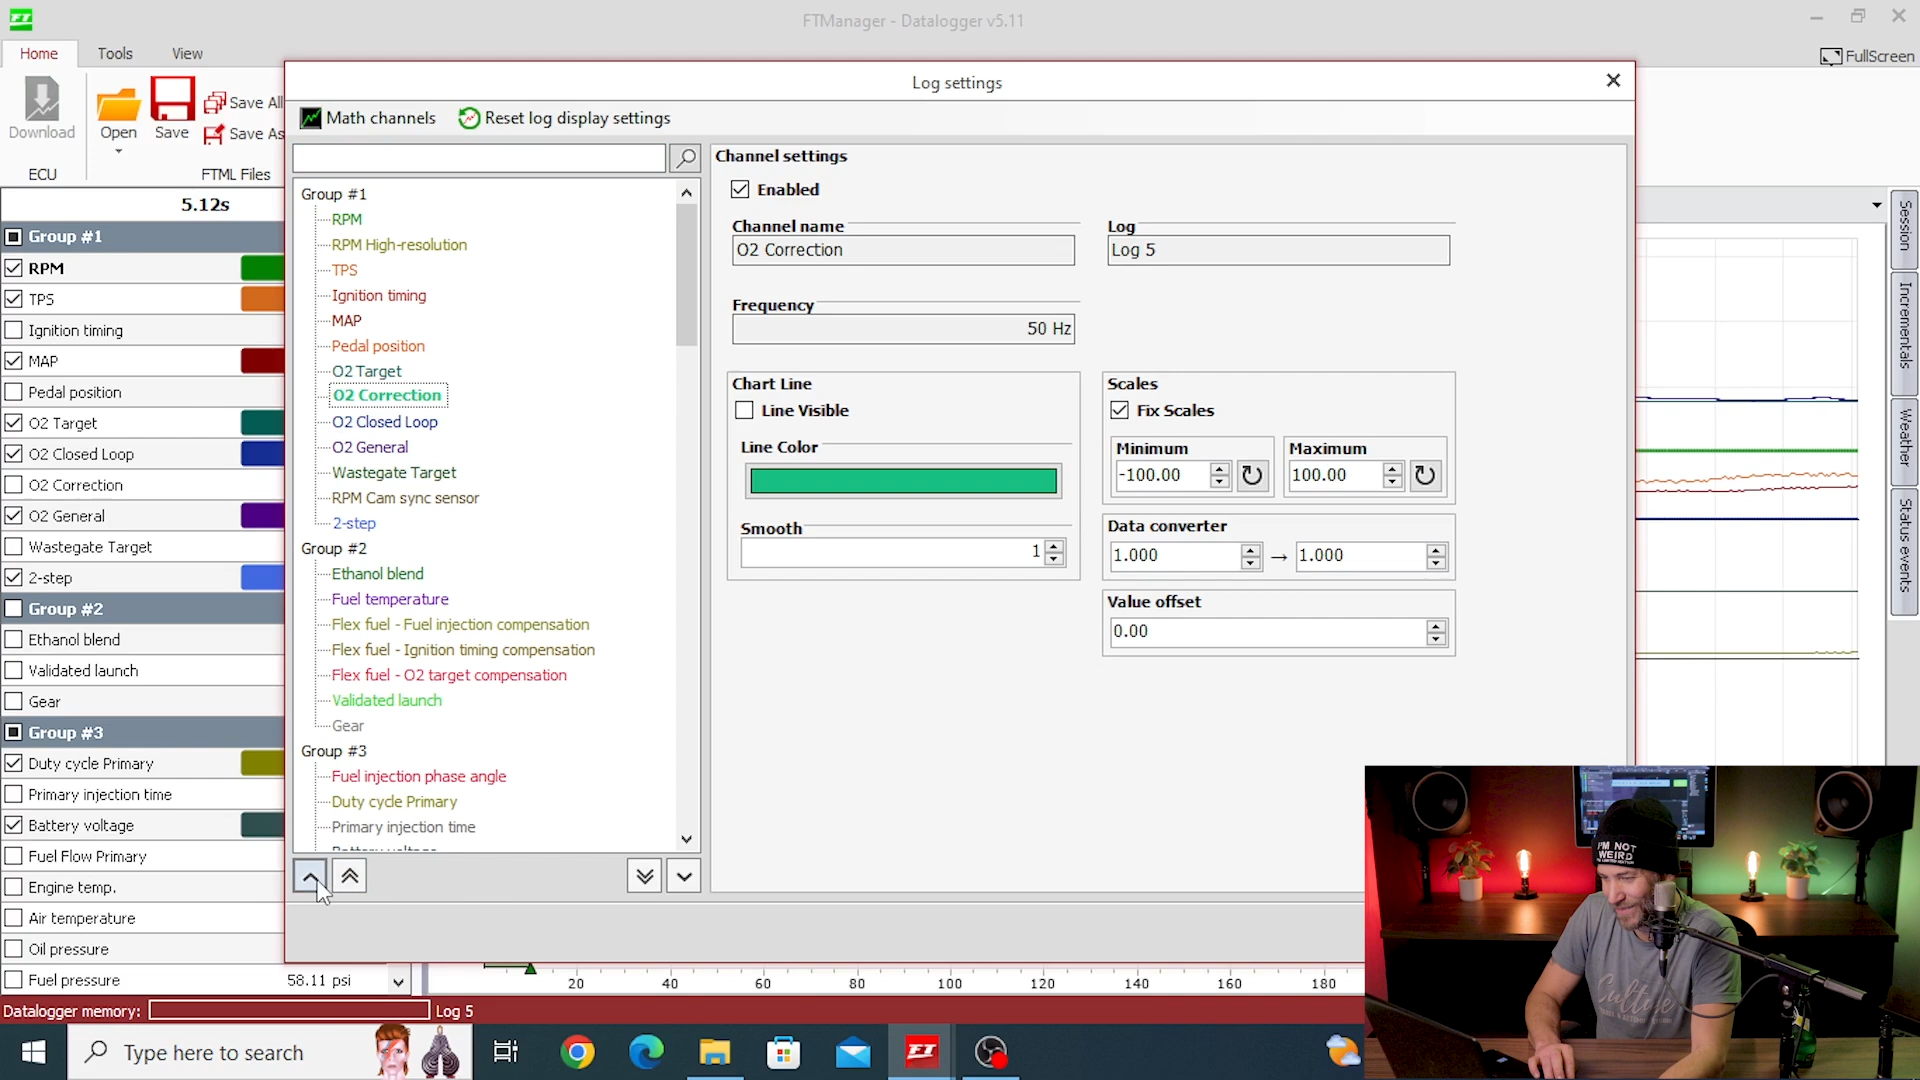 FT
FTManager - Datalogger v5.11
Home
Tools
View
FullScreen
Download
Open
Save
Save All
Save As
ECU
FTML Files
5.12s
Group #1
RPM
TPS
Ignition timing
MAP
Pedal position
O2 Target
O2 Closed Loop
O2 Correction
O2 General
Wastegate Target
2-step
Group #2
Ethanol blend
Validated launch
Gear
Group #3
Duty cycle Primary
Primary injection time
Battery voltage
Fuel Flow Primary
Engine temp.
Air temperature
Oil pressure
Fuel pressure 58.11 psi
Log settings
Math channels
Reset log display settings
Group #1
RPM
RPM High-resolution
TPS
Ignition timing
MAP
Pedal position
O2 Target
O2 Correction
O2 Closed Loop
O2 General
Wastegate Target
RPM Cam sync sensor
2-step
Group #2
Ethanol blend
Fuel temperature
Flex fuel - Fuel injection compensation
Flex fuel - Ignition timing compensation
Flex fuel - O2 target compensation
Validated launch
Gear
Group #3
Fuel injection phase angle
Duty cycle Primary
Primary injection time
Battery voltage
Channel settings
Enabled
Channel name
O2 Correction
Log
Log 5
Frequency
50 Hz
Chart Line
Line Visible
Line Color
Smooth
1
Scales
Fix Scales
Minimum
-100.00
Maximum
100.00
Data converter
1.000 → 1.000
Value offset
0.00
Session
Incrementals
Weather
Status events
20 40 60 80 100 120 140 160 180
Datalogger memory:
Log 5
Type here to search
FT
I'M NOT
WEIRD
Culture